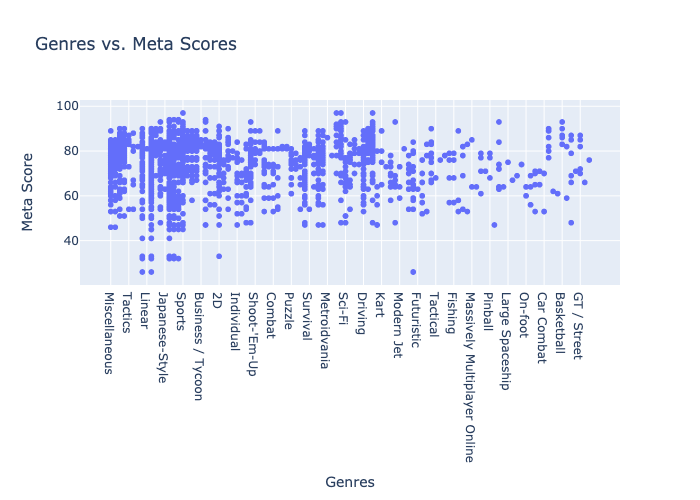 Genres vs. Meta Scores
100
80
60
40
Meta Score
Miscellaneous
Tactics
Linear
Japanese-Style
Sports
Business / Tycoon
2D
Individual
Shoot-'Em-Up
Combat
Puzzle
Survival
Metroidvania
Sci-Fi
Driving
Kart
Modern Jet
Futuristic
Tactical
Fishing
Massively Multiplayer Online
Pinball
Large Spaceship
On-foot
Car Combat
Basketball
GT / Street
Genres